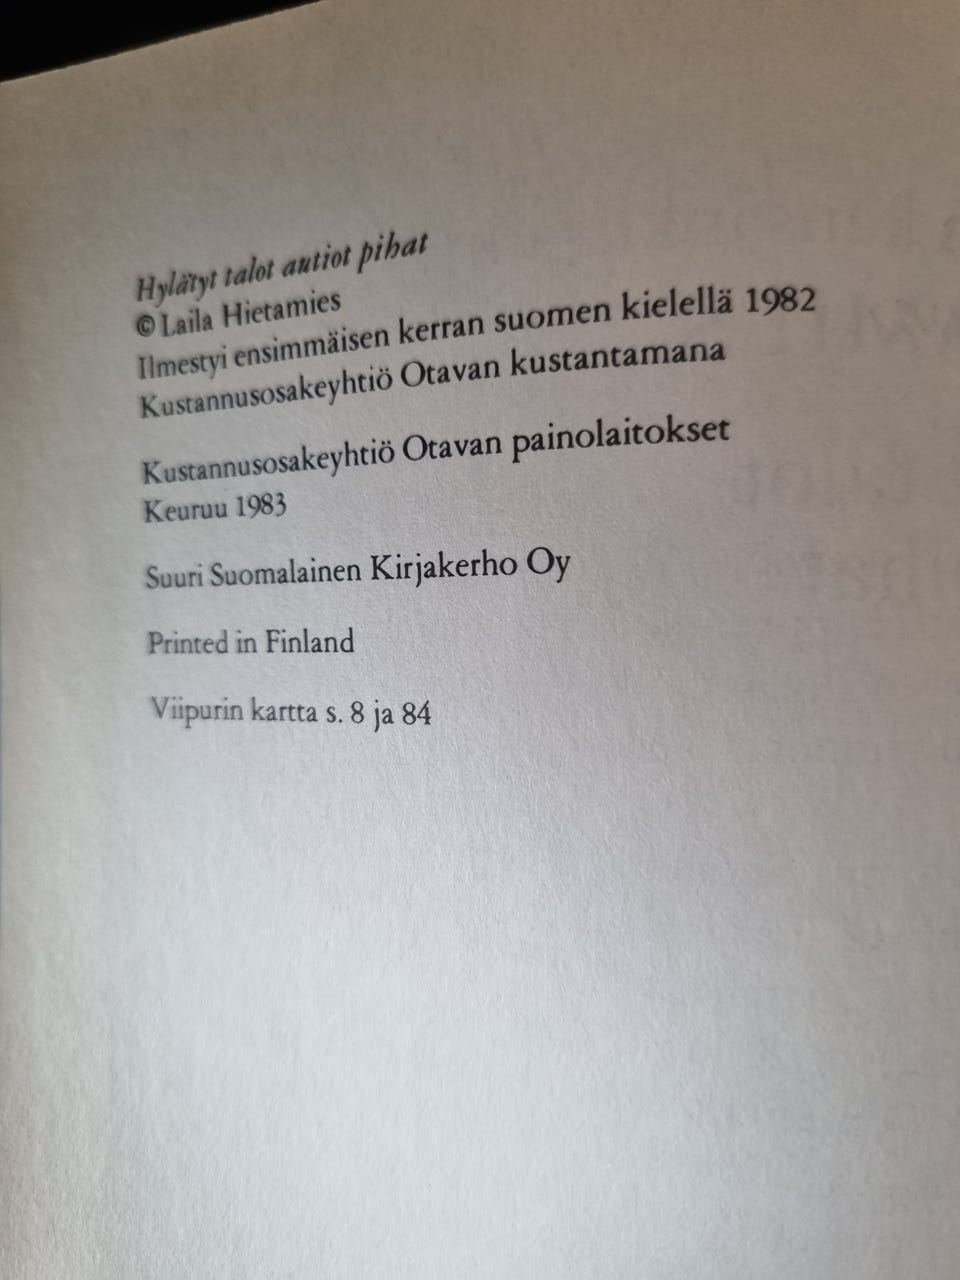 Hylätyt talot autiot pihat
© Laila Hietamies
Ilmestyi ensimmäisen kerran suomen kielellä 1982
Kustannusosakeyhtiö Otavan kustantamana
Kustannusosakeyhtiö Otavan painolaitokset
Keuruu 1983
Suuri Suomalainen Kirjakerho Oy
Printed in Finland
Viipurin kartta s. 8 ja 84